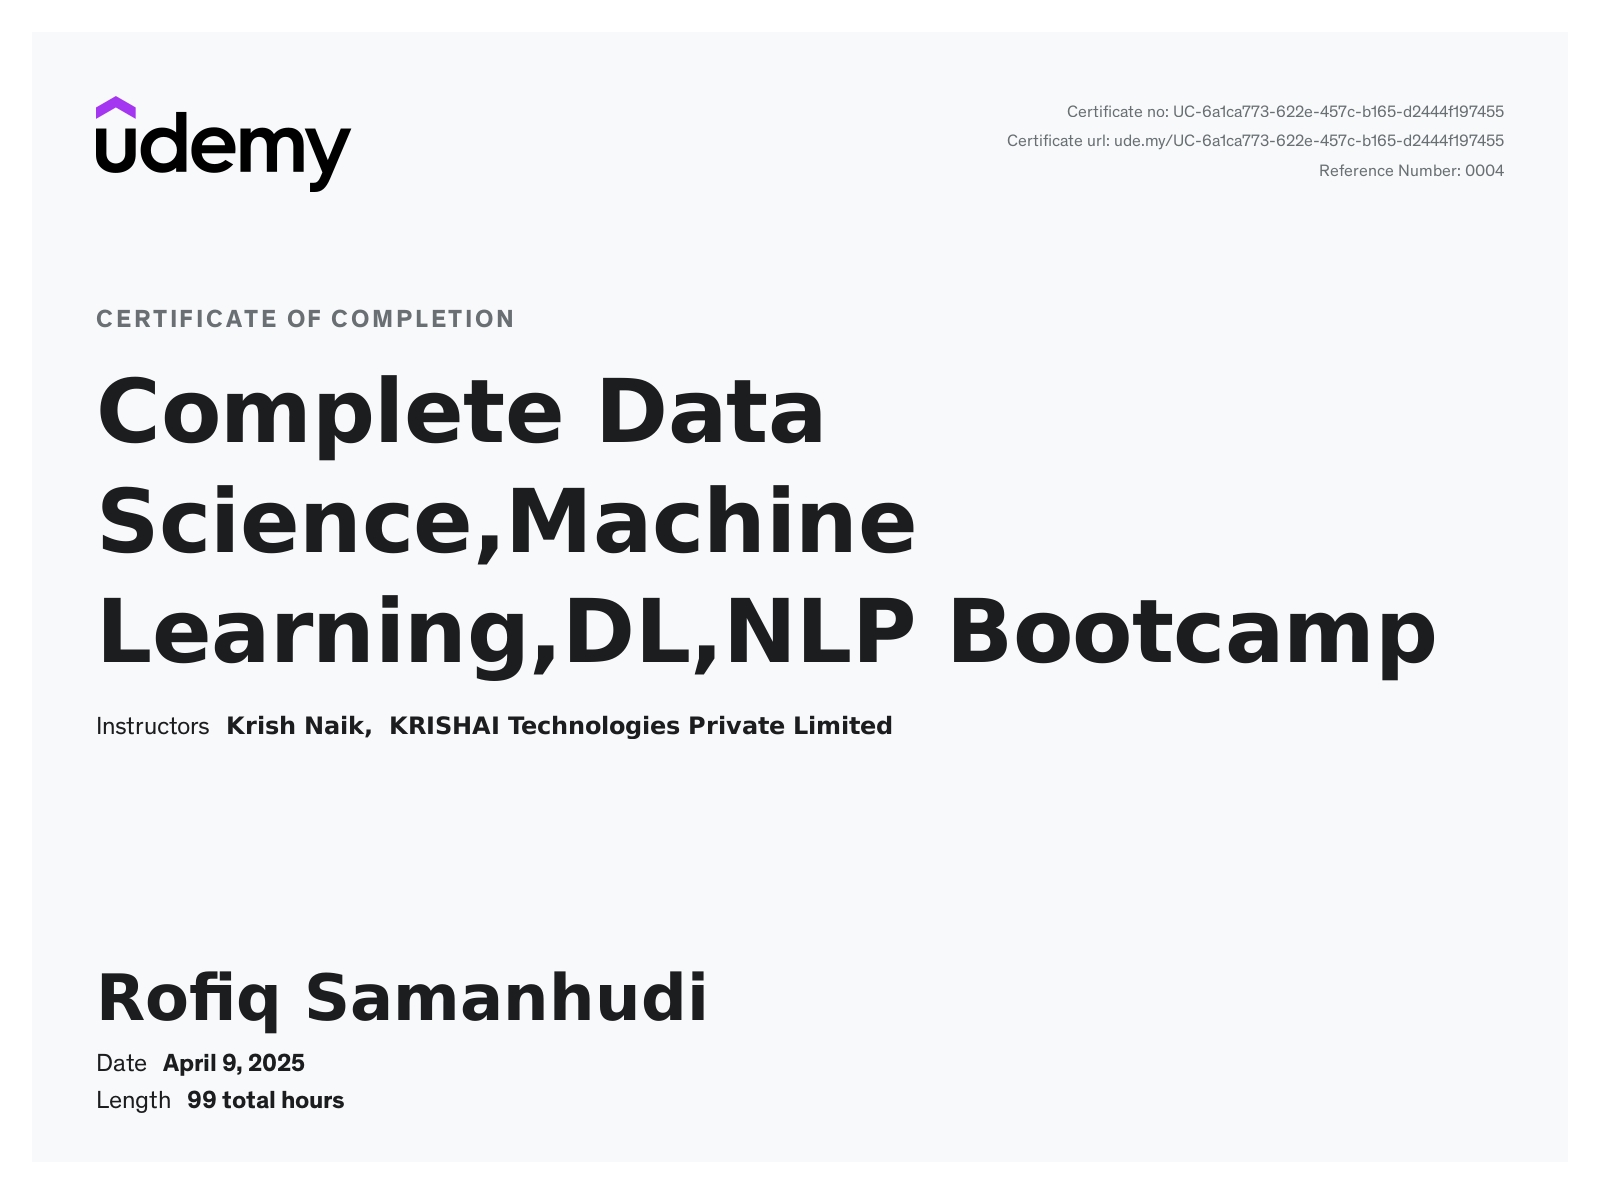 udemy
Certificate no: UC-6a1ca773-622e-457c-b165-d2444f197455
Certificate url: ude.my/UC-6a1ca773-622e-457c-b165-d2444f197455
Reference Number: 0004
CERTIFICATE OF COMPLETION
Complete Data
Science,Machine
Learning,DL,NLP Bootcamp
Instructors Krish Naik, KRISHAI Technologies Private Limited
Rofiq Samanhudi
Date April 9, 2025
Length 99 total hours